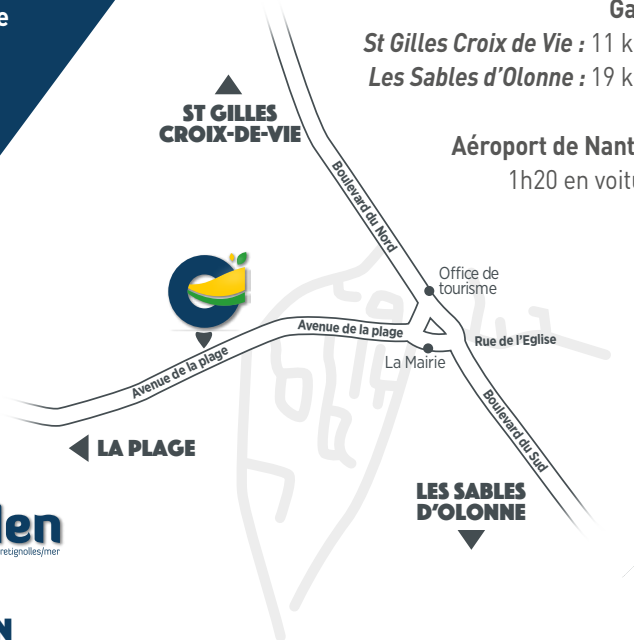 St Gilles Croix de Vie : 11 k
Les Sables d'Olonne : 19 k
Aéroport de Nant
1h20 en voitu
ST GILLES
CROIX-DE-VIE
Boulevard du Nord
Office de
tourisme
Avenue de la plage
Rue de l'Eglise
La Mairie
Avenue de la plage
Boulevard du Sud
LA PLAGE
LES SABLES
D'OLONNE
retignolles/mer